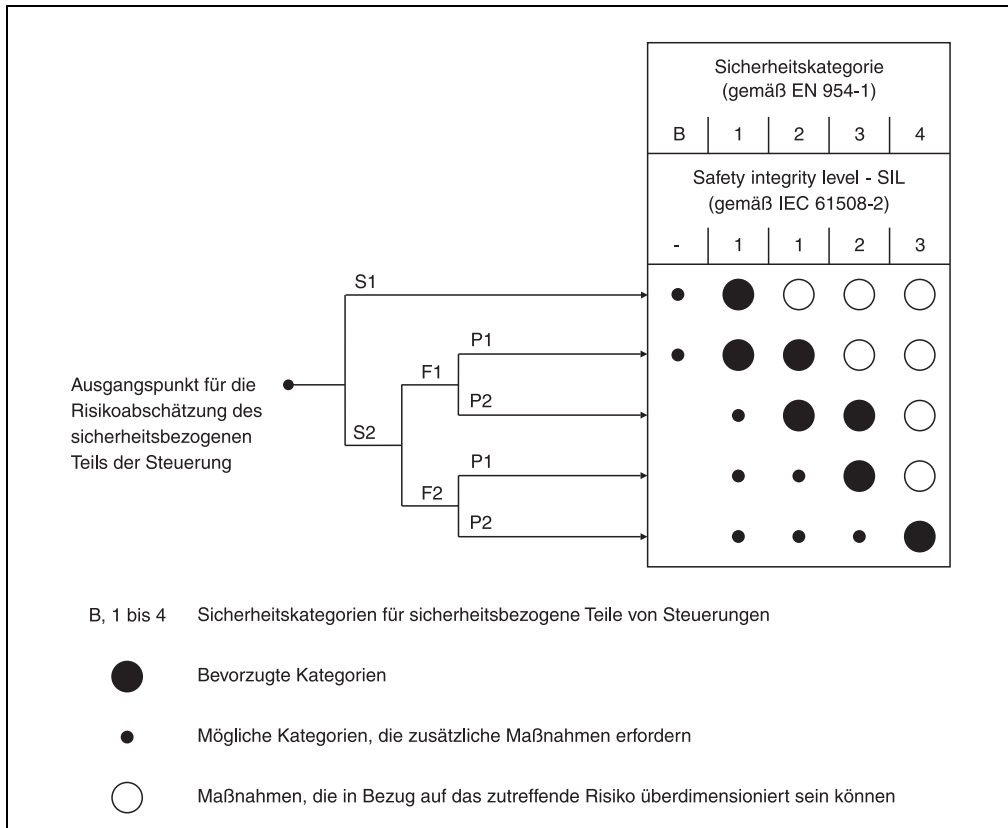 Sicherheitskategorie
(gemäß EN 954-1)
B 1 2 3 4
Safety integrity level - SIL
(gemäß IEC 61508-2)
- 1 1 2 3
S1
P1
F1
Ausgangspunkt für die
Risikoabschätzung des
sicherheitsbezogenen
Teils der Steuerung
P2
S2
P1
F2
P2
B, 1 bis 4 Sicherheitskategorien für sicherheitsbezogene Teile von Steuerungen
Bevorzugte Kategorien
Mögliche Kategorien, die zusätzliche Maßnahmen erfordern
Maßnahmen, die in Bezug auf das zutreffende Risiko überdimensioniert sein können